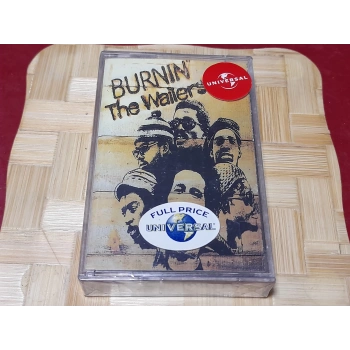 BURNIN'
The Wailers
UNIVERSAL
FULL PRICE
UNIVERSAL